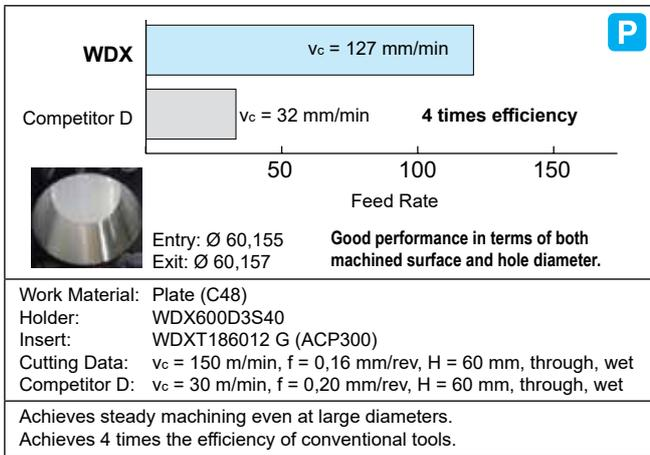 P
WDX
vc = 127 mm/min
Competitor D
vc = 32 mm/min 4 times efficiency
50 100 150
Feed Rate
Entry: Ø 60,155
Exit: Ø 60,157
Good performance in terms of both
machined surface and hole diameter.
Work Material: Plate (C48)
Holder: WDX600D3S40
Insert: WDXT186012 G (ACP300)
Cutting Data: vc = 150 m/min, f = 0,16 mm/rev, H = 60 mm, through, wet
Competitor D: vc = 30 m/min, f = 0,20 mm/rev, H = 60 mm, through, wet
Achieves steady machining even at large diameters.
Achieves 4 times the efficiency of conventional tools.